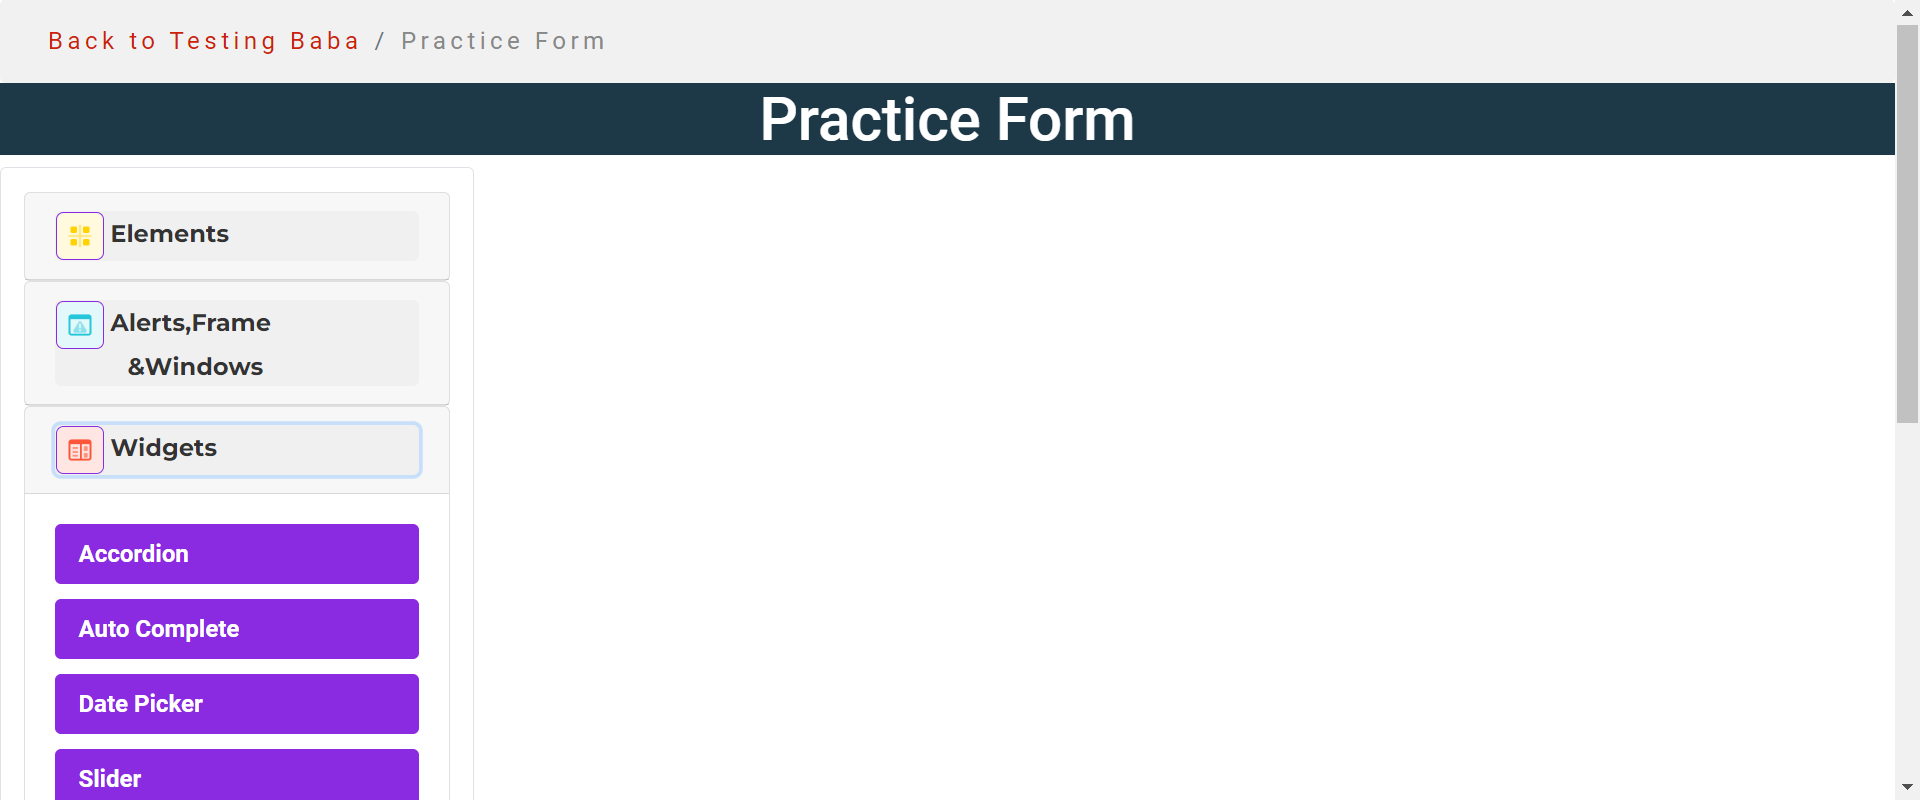 Back to Testing Baba / Practice Form
Practice Form
Elements
Alerts,Frame
&Windows
Widgets
Accordion
Auto Complete
Date Picker
Slider